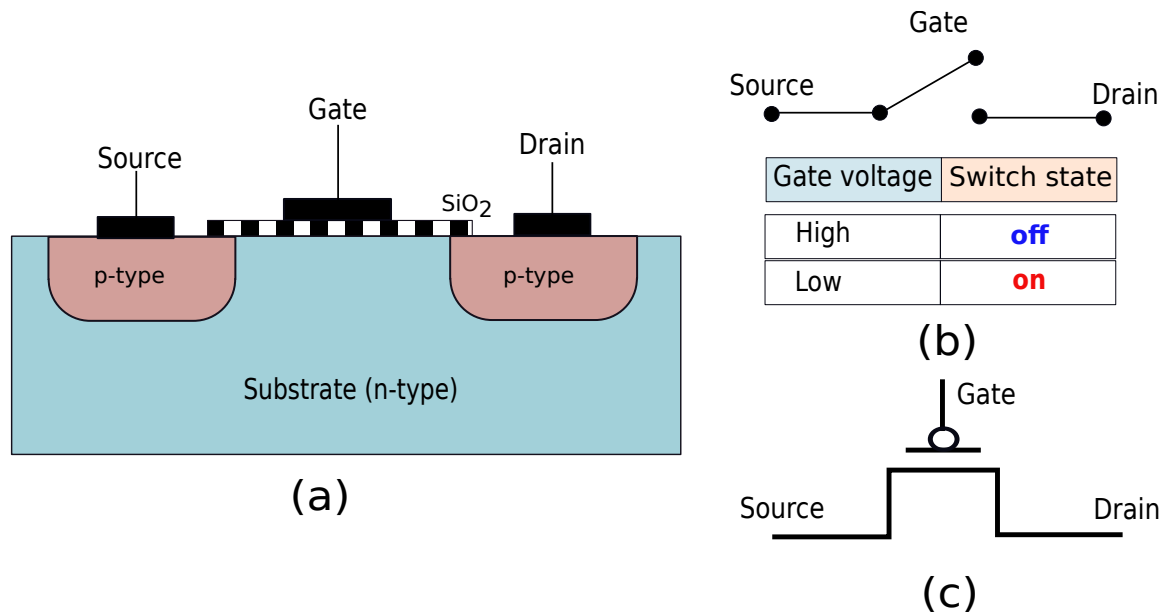 Gate
Source
Drain
SiO2
p-type
p-type
Substrate (n-type)
(a)
Gate
Source
Drain
Gate voltage Switch state
High off
Low on
(b)
Gate
Source
Drain
(c)